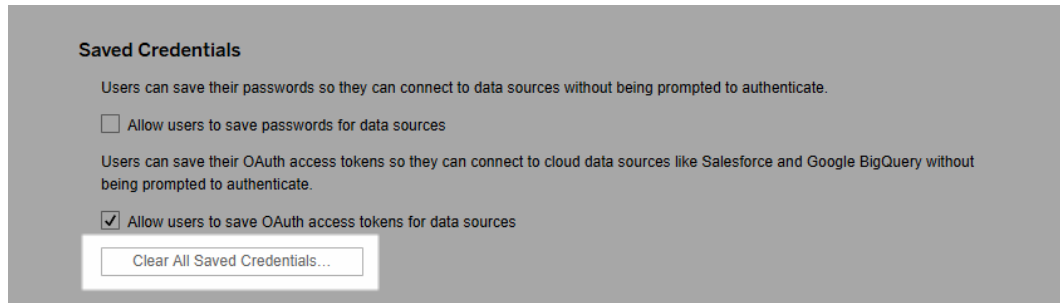 Saved Credentials
Users can save their passwords so they can connect to data sources without being prompted to authenticate.
Allow users to save passwords for data sources
Users can save their OAuth access tokens so they can connect to cloud data sources like Salesforce and Google BigQuery without
being prompted to authenticate.
Allow users to save OAuth access tokens for data sources
Clear All Saved Credentials...